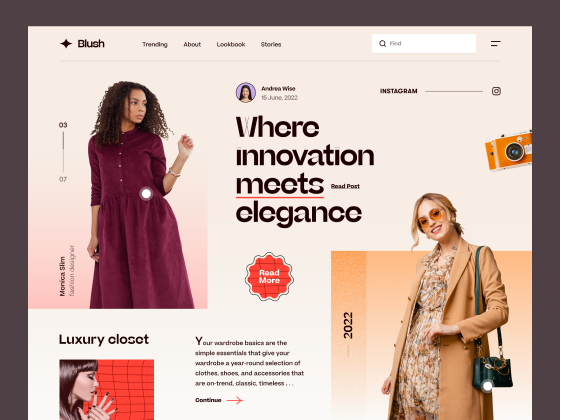 Blush
Trending About Lookbook Stories
Find
Andrea Wise
15 June, 2022
INSTAGRAM
03
07
Where
innovation
meets Read Post
elegance
Monica Slim
fashion designer
Read
More
2022
Luxury closet
Your wardrobe basics are the
simple essentials that give your
wardrobe a year-round selection of
clothes, shoes, and accessories that
are on-trend, classic, timeless . . .
Continue